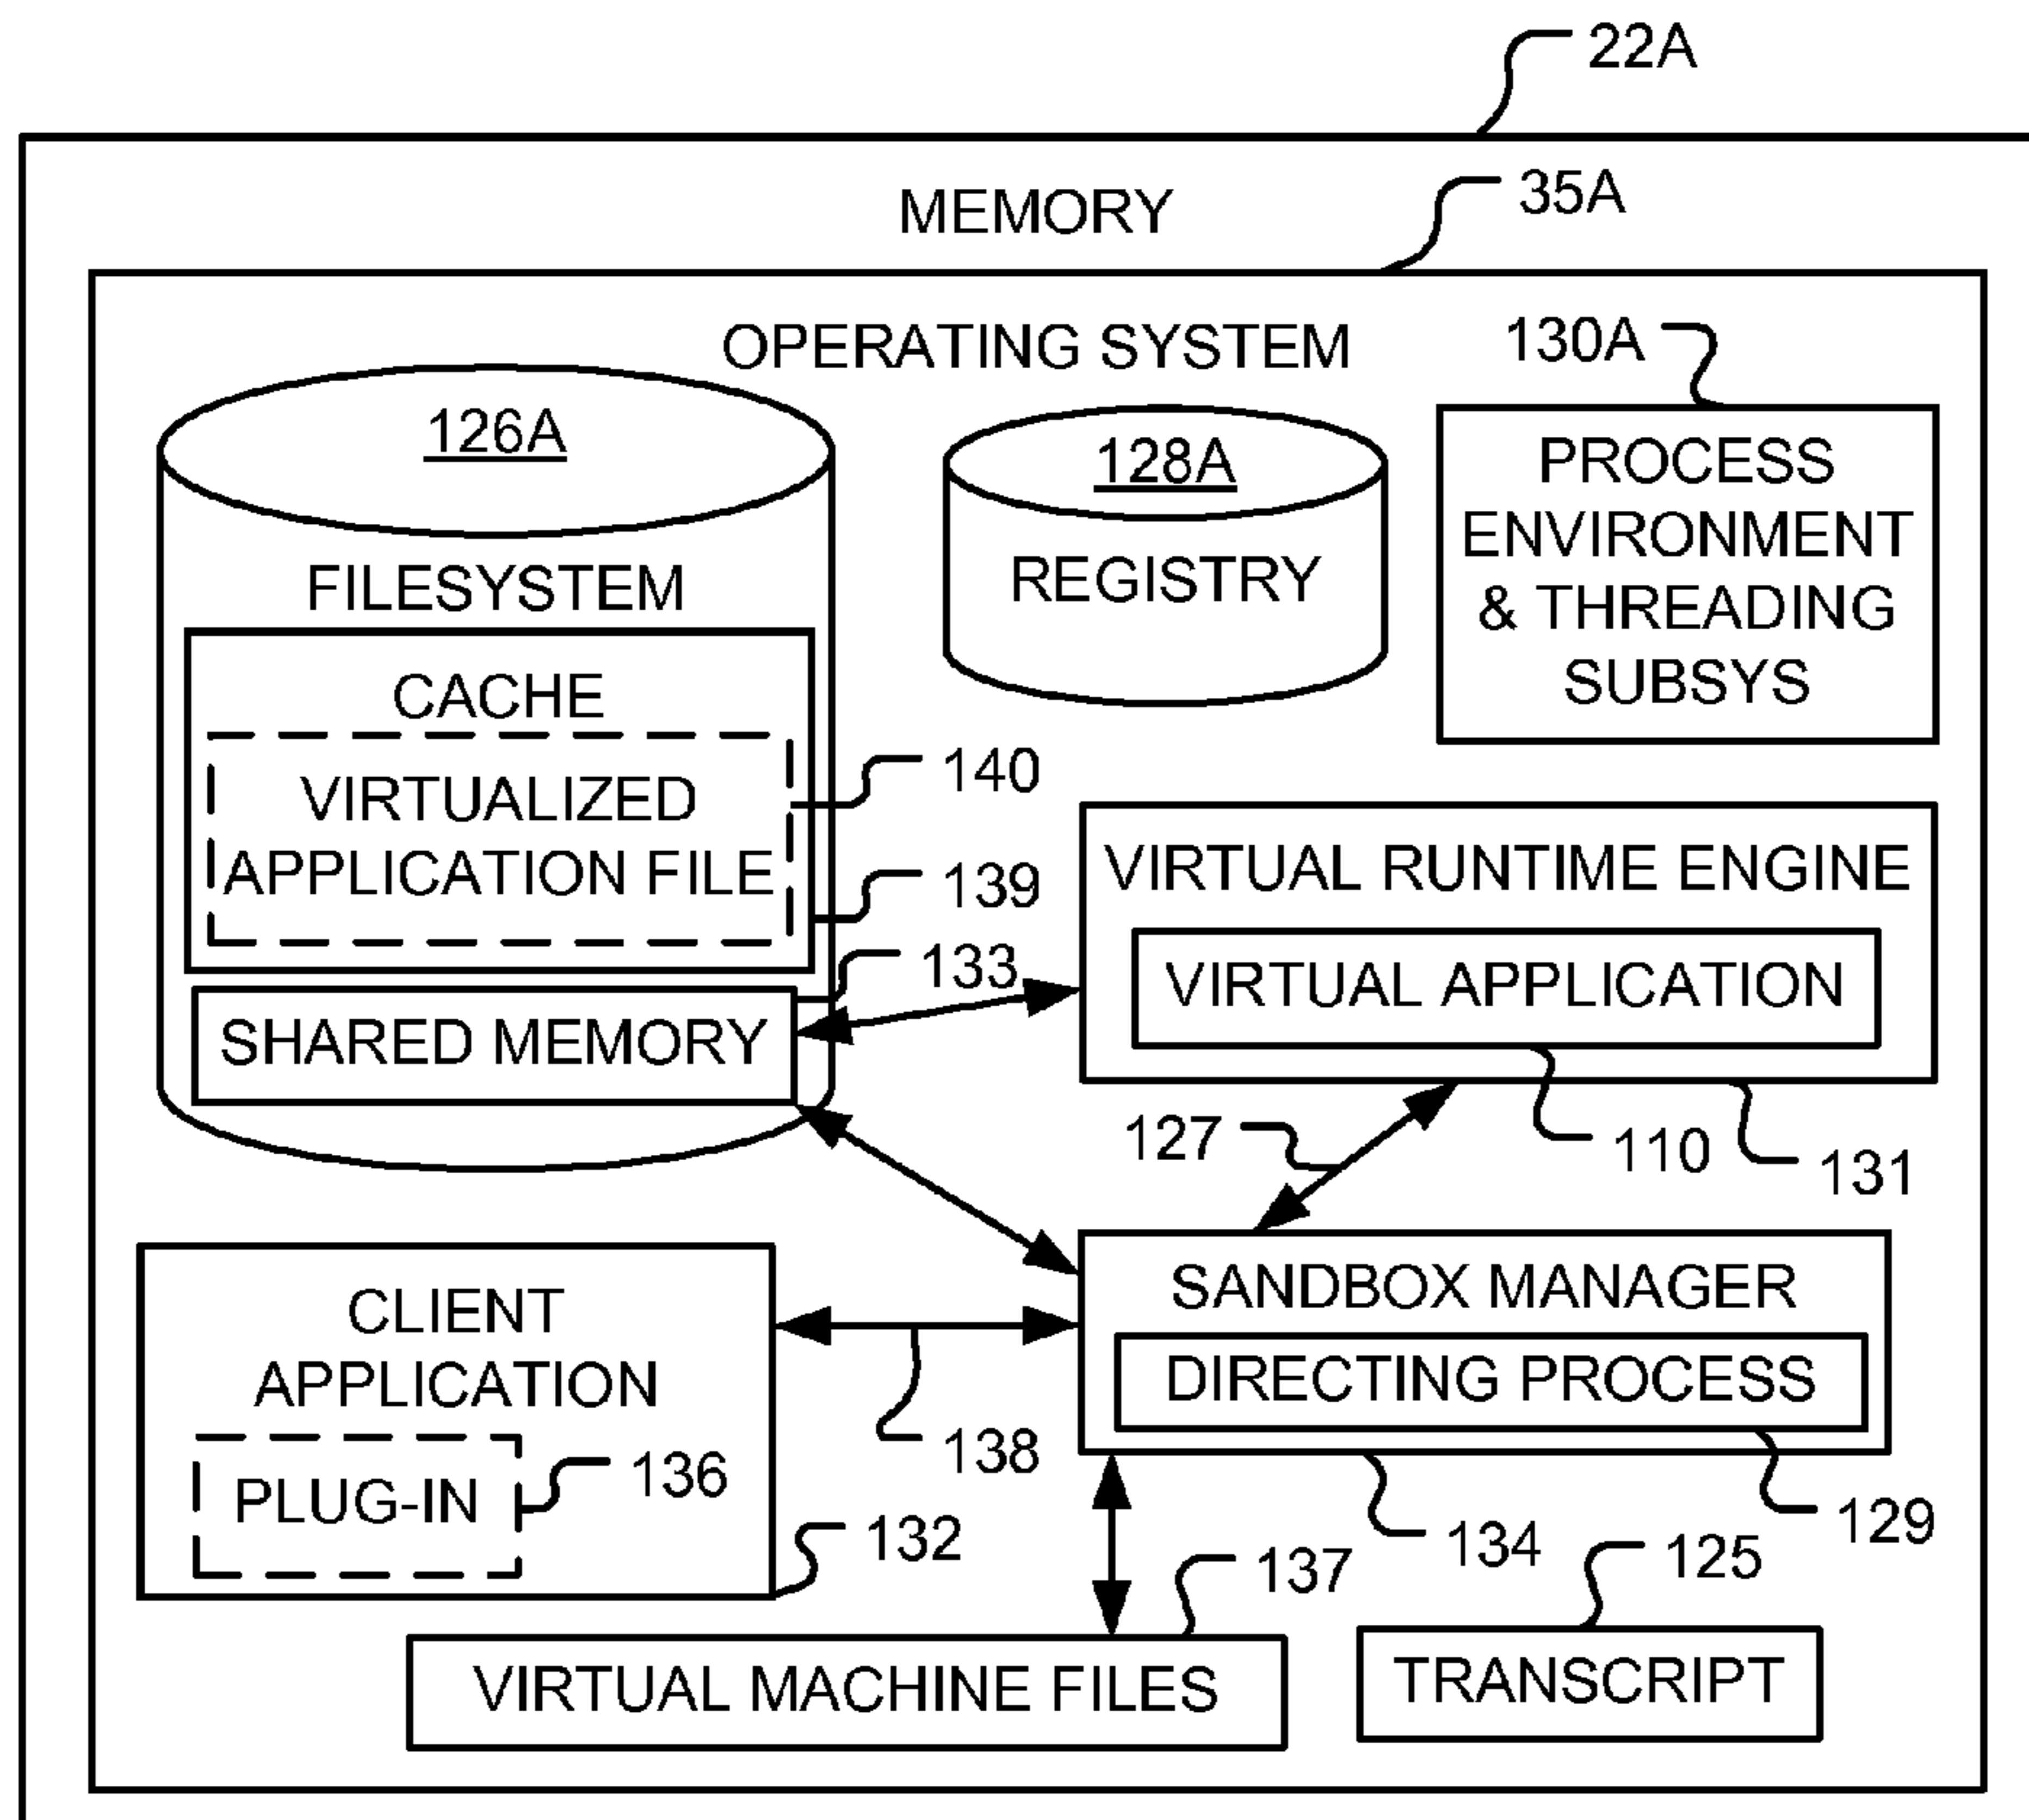 22A
MEMORY
35A
OPERATING SYSTEM
130A
126A
128A
PROCESS
ENVIRONMENT
& THREADING
SUBSYS
FILESYSTEM
REGISTRY
CACHE
VIRTUALIZED
APPLICATION FILE
140
139
133
VIRTUAL RUNTIME ENGINE
VIRTUAL APPLICATION
SHARED MEMORY
127
110
131
CLIENT
APPLICATION
PLUG-IN
136
132
138
SANDBOX MANAGER
DIRECTING PROCESS
134
129
137
125
VIRTUAL MACHINE FILES
TRANSCRIPT